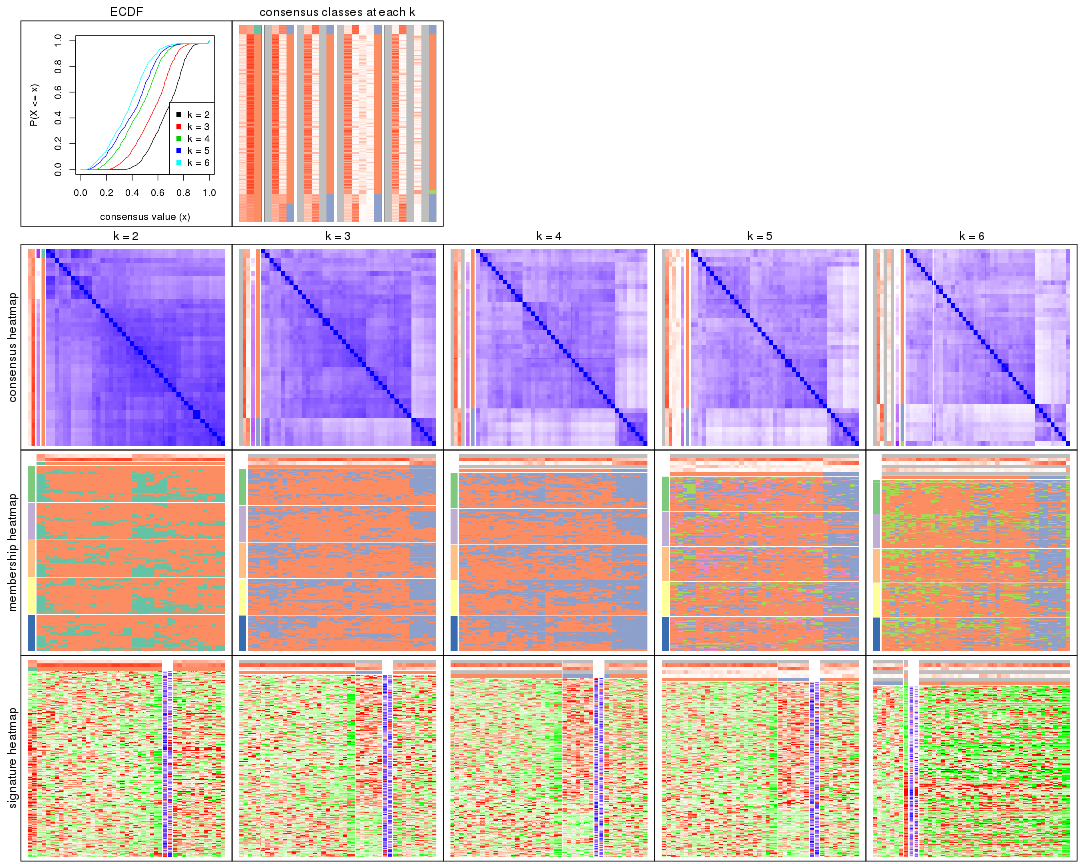 ECDF
consensus classes at each k
P(X <= x)
0.0 0.2 0.4 0.6 0.8 1.0
k = 2
k = 3
k = 4
k = 5
k = 6
0.0 0.2 0.4 0.6 0.8 1.0
consensus value (x)
k = 2 k = 3 k = 4 k = 5 k = 6
consensus heatmap
membership heatmap
signature heatmap